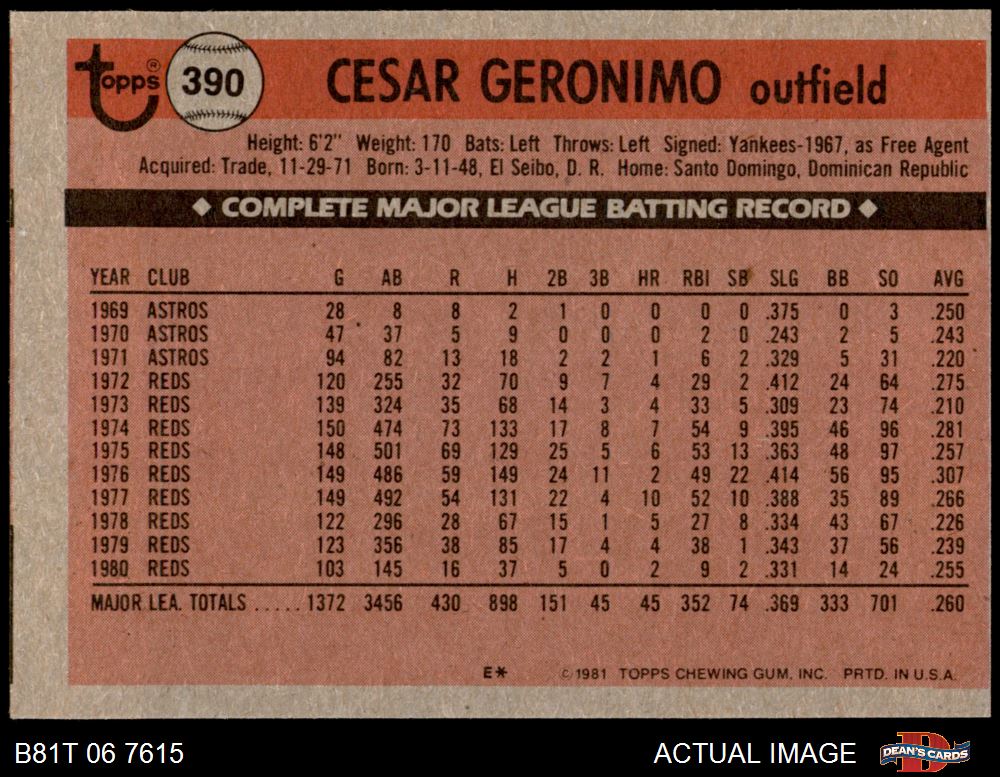 Topps® 390 CESAR GERONIMO outfield
Height: 6'2" Weight: 170 Bats: Left Throws: Left Signed: Yankees-1967, as Free Agent
Acquired: Trade, 11-29-71 Born: 3-11-48, El Seibo, D. R. Home: Santo Domingo, Dominican Republic
◆ COMPLETE MAJOR LEAGUE BATTING RECORD ◆
YEAR CLUB G AB R H 2B 3B HR RBI SB SLG BB SO AVG
1969 ASTROS 28 8 8 2 1 0 0 0 0 .375 0 3 .250
1970 ASTROS 47 37 5 9 0 0 0 2 0 .243 2 5 .243
1971 ASTROS 94 82 13 18 2 2 1 6 2 .329 5 31 .220
1972 REDS 120 255 32 70 9 7 4 29 2 .412 24 64 .275
1973 REDS 139 324 35 68 14 3 4 33 5 .309 23 74 .210
1974 REDS 150 474 73 133 17 8 7 54 9 .395 46 96 .281
1975 REDS 148 501 69 129 25 5 6 53 13 .363 48 97 .257
1976 REDS 149 486 59 149 24 11 2 49 22 .414 56 95 .307
1977 REDS 149 492 54 131 22 4 10 52 10 .388 35 89 .266
1978 REDS 122 296 28 67 15 1 5 27 8 .334 43 67 .226
1979 REDS 123 356 38 85 17 4 4 38 1 .343 37 56 .239
1980 REDS 103 145 16 37 5 0 2 9 2 .331 14 24 .255
MAJOR LEA. TOTALS ..... 1372 3456 430 898 151 45 45 352 74 .369 333 701 .260
E* © 1981 TOPPS CHEWING GUM, INC. PRTD. IN U.S.A.
B81T 06 7615 ACTUAL IMAGE D DEAN'S CARDS